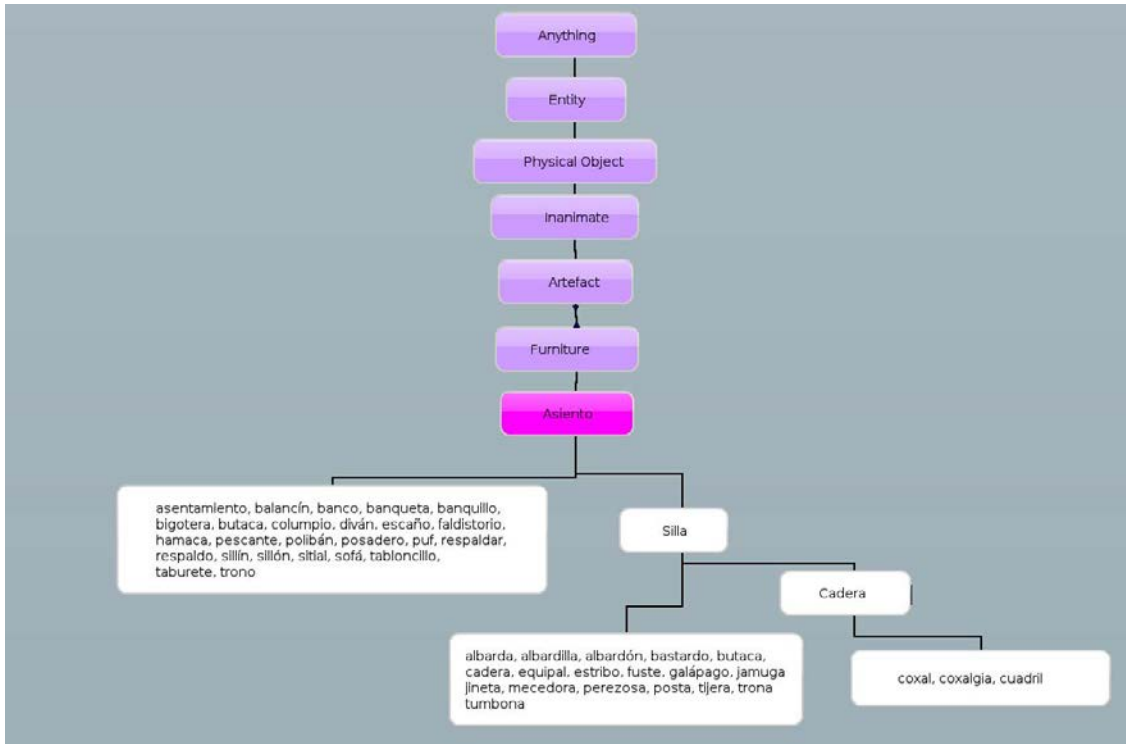 Anything
Entity
Physical Object
Inanimate
Artefact
Furniture
Asiento
asentamiento, balancín, banco, banqueta, banquillo,
bigotera, butaca, columpio, diván, escaño, faldistorio,
hamaca, pescante, polibán, posadero, puf, respaldar,
respaldo, sillín, sillón, sitial, sofá, tabloncillo,
taburete, trono
Silla
Cadera
albarda, albardilla, albardón, bastardo, butaca,
cadera, equipal, estribo, fuste, galápago, jamuga
jineta, mecedora, perezosa, posta, tijera, trona
tumbona
coxal, coxalgia, cuadril